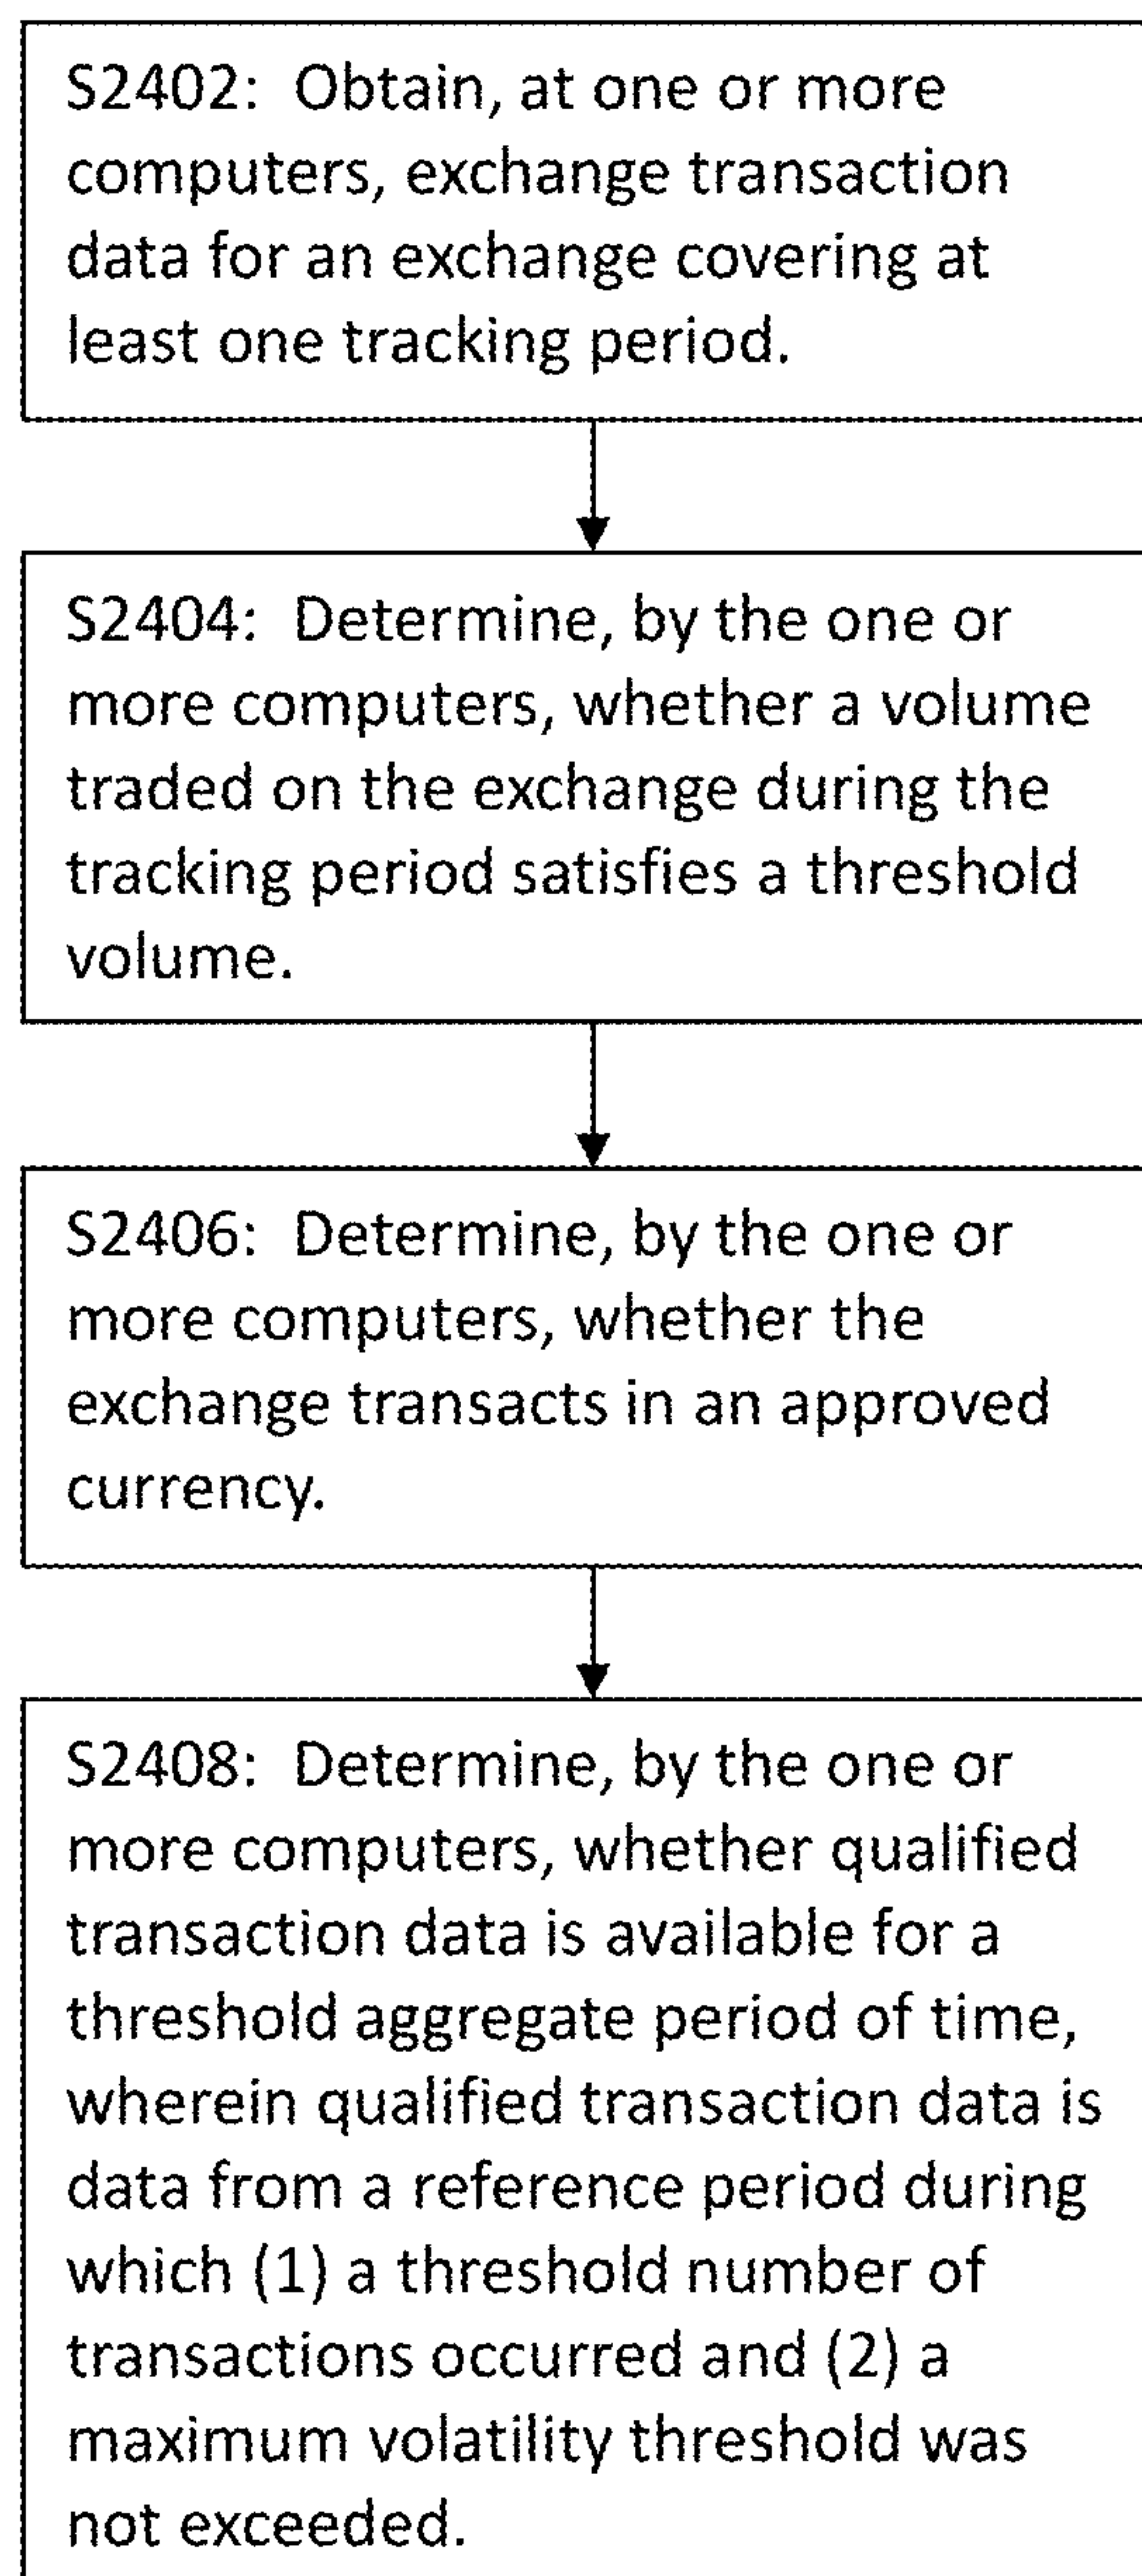 S2402: Obtain, at one or more
computers, exchange transaction
data for an exchange covering at
least one tracking period.
S2404: Determine, by the one or
more computers, whether a volume
traded on the exchange during the
tracking period satisfies a threshold
volume.
S2406: Determine, by the one or
more computers, whether the
exchange transacts in an approved
currency.
S2408: Determine, by the one or
more computers, whether qualified
transaction data is available for a
threshold aggregate period of time,
wherein qualified transaction data is
data from a reference period during
which (1) a threshold number of
transactions occurred and (2) a
maximum volatility threshold was
not exceeded.